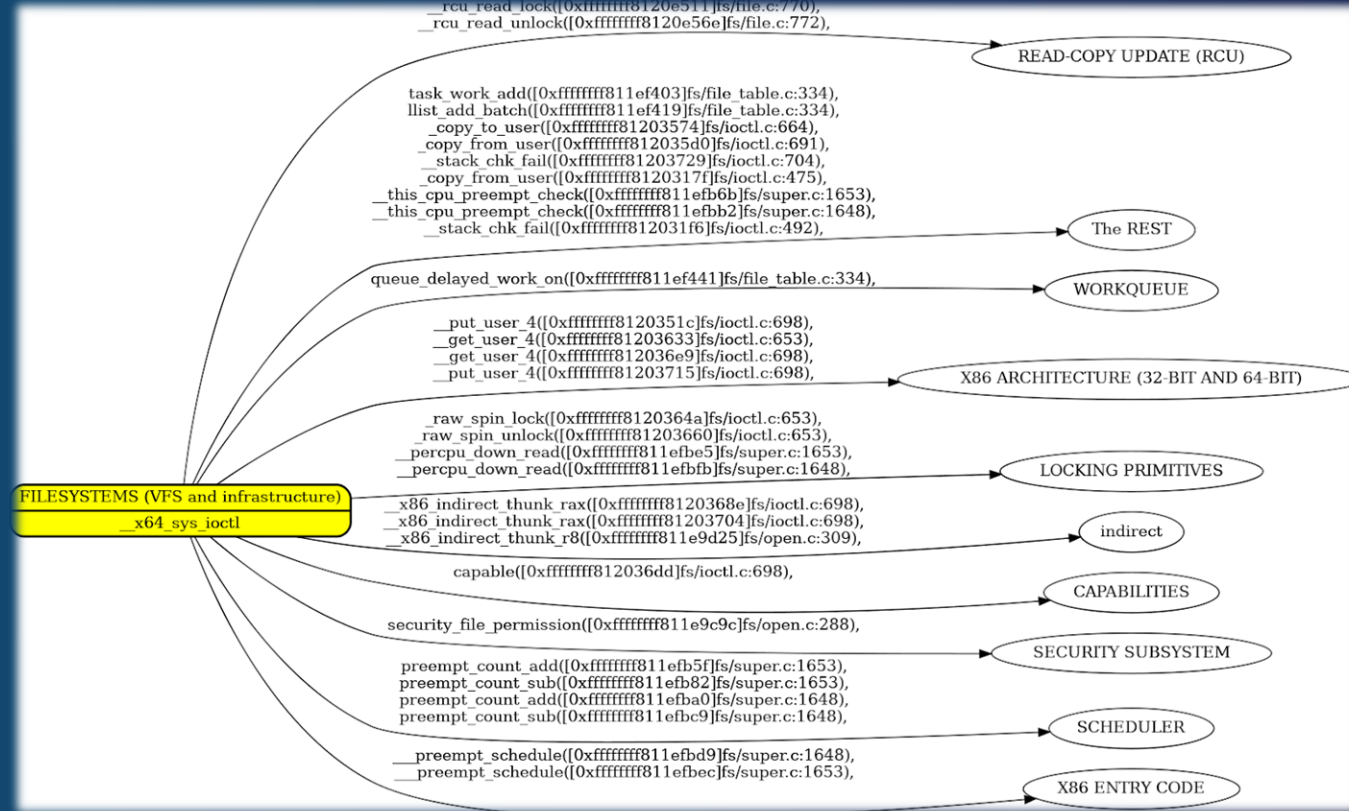 __rcu_read_lock([0xffffffff8120e511]fs/file.c:770),
__rcu_read_unlock([0xffffffff8120e56e]fs/file.c:772),
READ-COPY UPDATE (RCU)
task_work_add([0xffffffff811ef403]fs/file_table.c:334),
llist_add_batch([0xffffffff811ef419]fs/file_table.c:334),
_copy_to_user([0xffffffff81203574]fs/ioctl.c:664),
_copy_from_user([0xffffffff812035d0]fs/ioctl.c:691),
__stack_chk_fail([0xffffffff81203729]fs/ioctl.c:704),
_copy_from_user([0xffffffff8120317f]fs/ioctl.c:475),
__this_cpu_preempt_check([0xffffffff811efb6b]fs/super.c:1653),
__this_cpu_preempt_check([0xffffffff811efbb2]fs/super.c:1648),
__stack_chk_fail([0xffffffff812031f6]fs/ioctl.c:492),
The REST
queue_delayed_work_on([0xffffffff811ef441]fs/file_table.c:334),
WORKQUEUE
__put_user_4([0xffffffff8120351c]fs/ioctl.c:698),
__get_user_4([0xffffffff81203633]fs/ioctl.c:653),
__get_user_4([0xffffffff812036e9]fs/ioctl.c:698),
__put_user_4([0xffffffff81203715]fs/ioctl.c:698),
X86 ARCHITECTURE (32-BIT AND 64-BIT)
_raw_spin_lock([0xffffffff8120364a]fs/ioctl.c:653),
_raw_spin_unlock([0xffffffff81203660]fs/ioctl.c:653),
__percpu_down_read([0xffffffff811efbe5]fs/super.c:1653),
__percpu_down_read([0xffffffff811efbfb]fs/super.c:1648),
LOCKING PRIMITIVES
FILESYSTEMS (VFS and infrastructure)
__x64_sys_ioctl
__x86_indirect_thunk_rax([0xffffffff8120368e]fs/ioctl.c:698),
__x86_indirect_thunk_rax([0xffffffff81203704]fs/ioctl.c:698),
__x86_indirect_thunk_r8([0xffffffff811e9d25]fs/open.c:309),
indirect
capable([0xffffffff812036dd]fs/ioctl.c:698),
CAPABILITIES
security_file_permission([0xffffffff811e9c9c]fs/open.c:288),
SECURITY SUBSYSTEM
preempt_count_add([0xffffffff811efb5f]fs/super.c:1653),
preempt_count_sub([0xffffffff811efb82]fs/super.c:1653),
preempt_count_add([0xffffffff811efba0]fs/super.c:1648),
preempt_count_sub([0xffffffff811efbc9]fs/super.c:1648),
SCHEDULER
___preempt_schedule([0xffffffff811efbd9]fs/super.c:1648),
___preempt_schedule([0xffffffff811efbec]fs/super.c:1653),
X86 ENTRY CODE